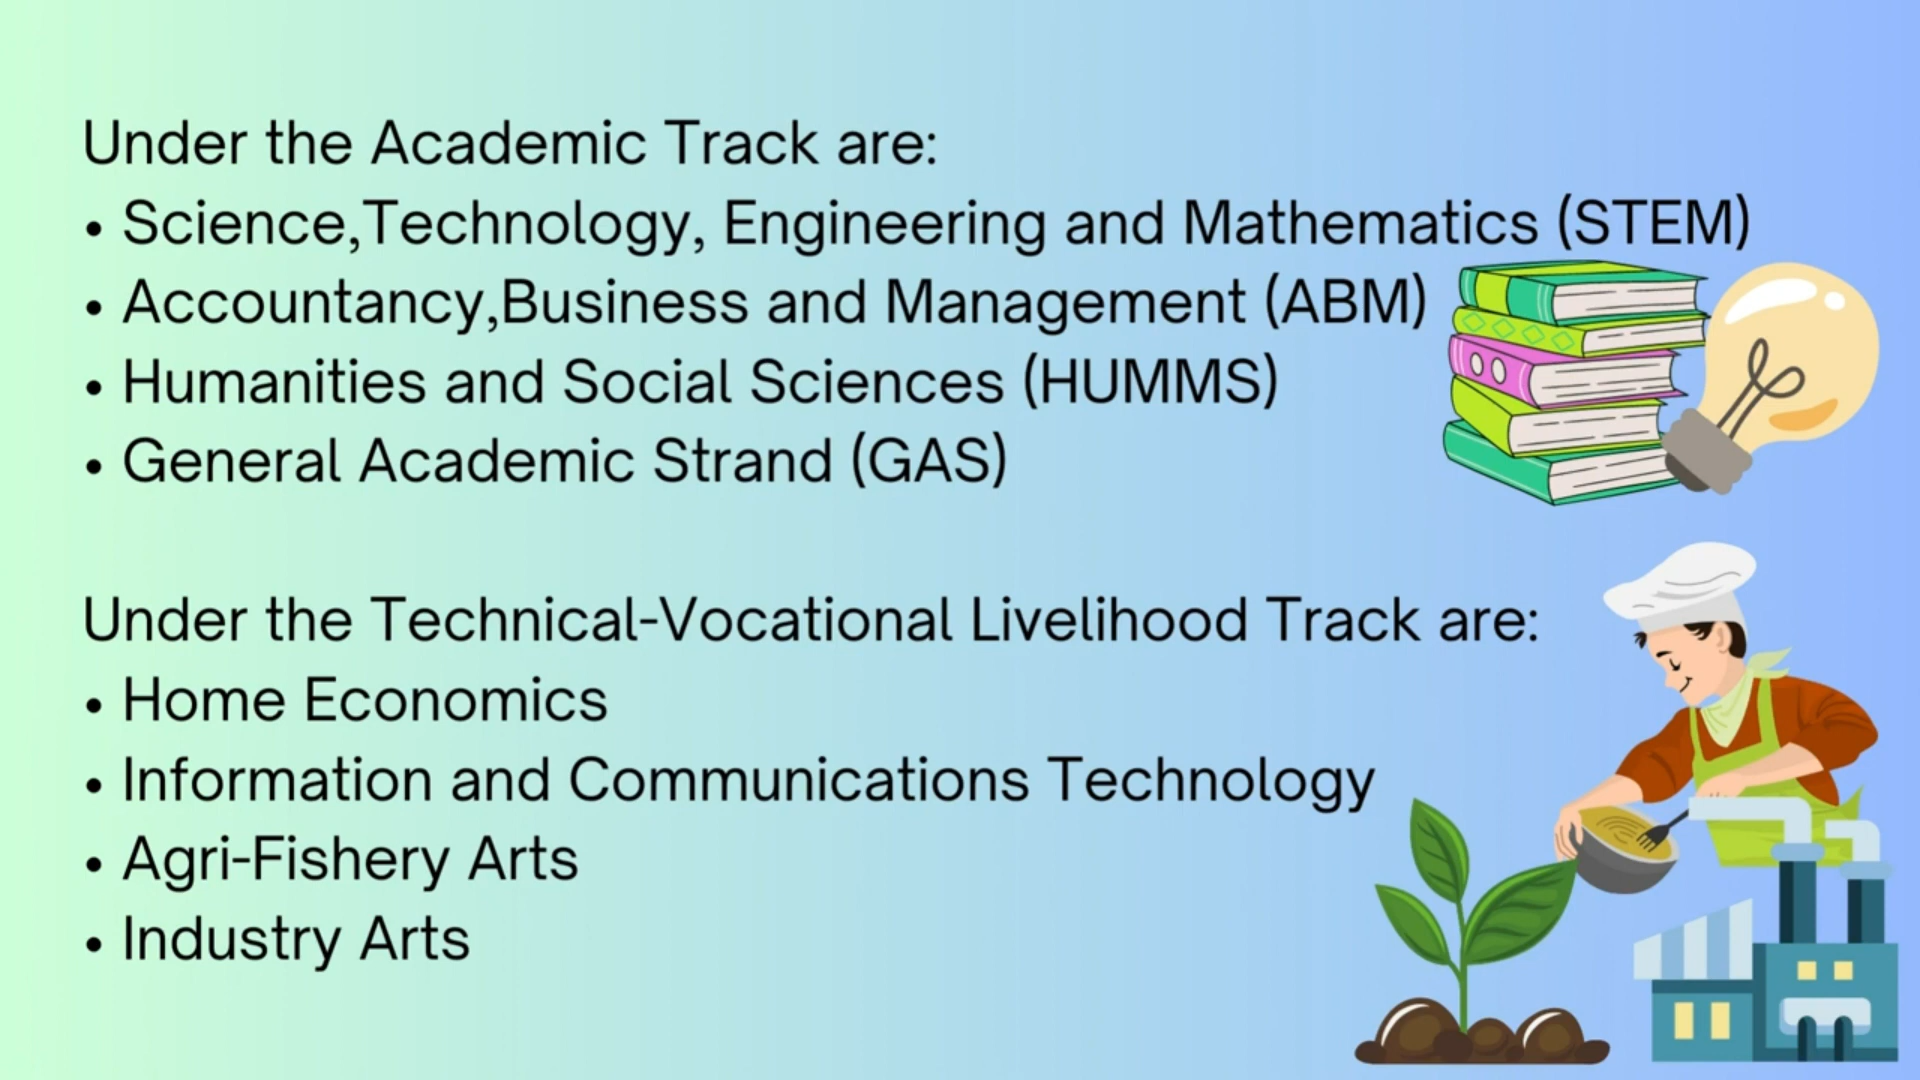 Under the Academic Track are:
• Science,Technology, Engineering and Mathematics (STEM)
• Accountancy,Business and Management (ABM)
• Humanities and Social Sciences (HUMMS)
• General Academic Strand (GAS)
Under the Technical-Vocational Livelihood Track are:
• Home Economics
• Information and Communications Technology
• Agri-Fishery Arts
• Industry Arts